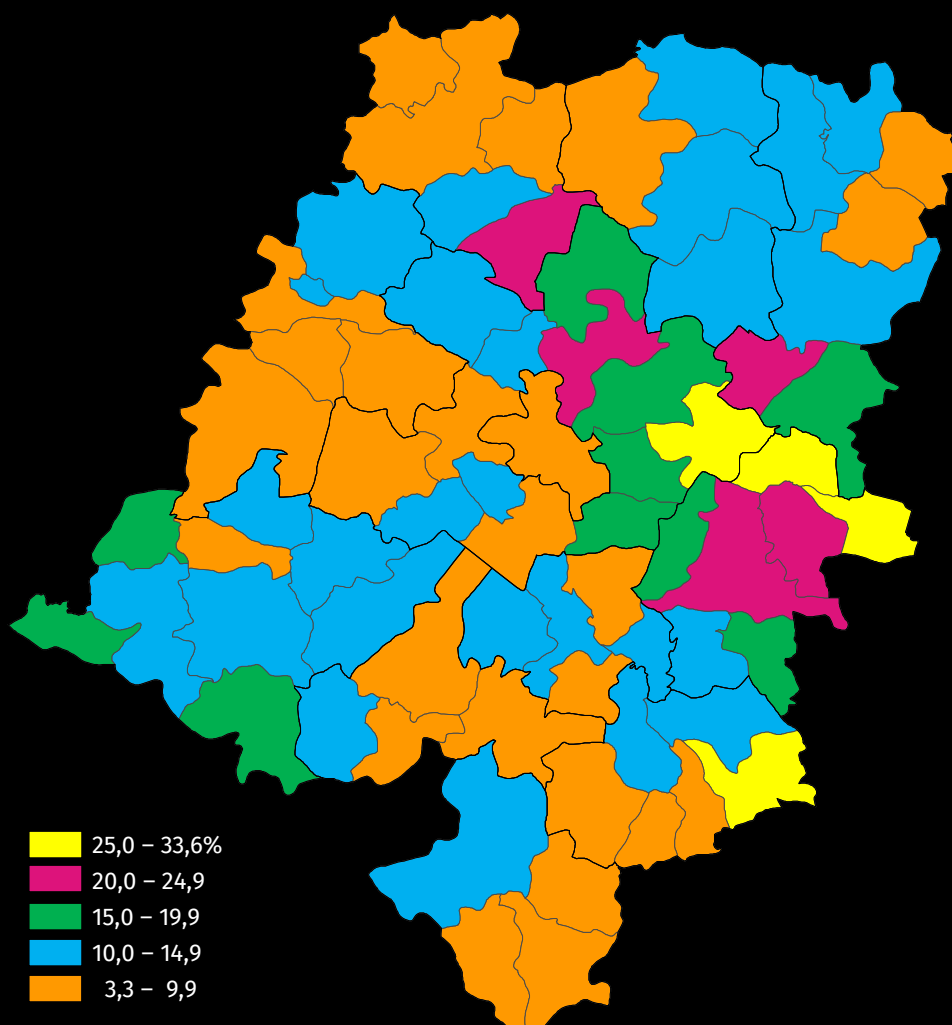 25,0 – 33,6%
20,0 – 24,9
15,0 – 19,9
10,0 – 14,9
3,3 – 9,9